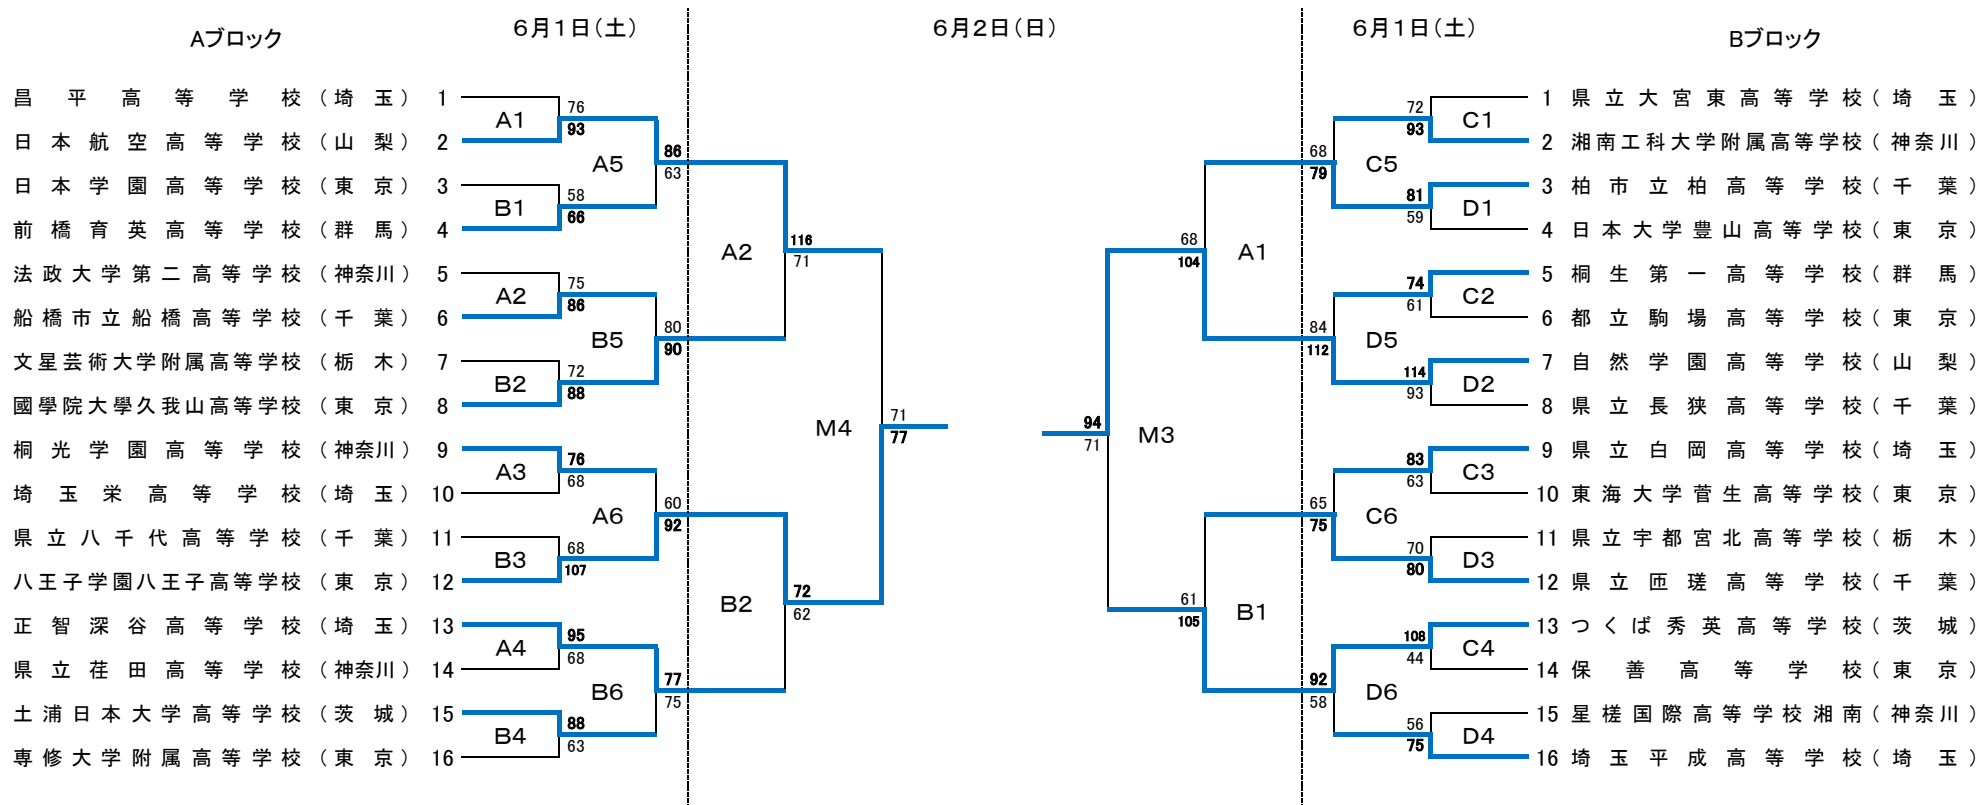 Aブロック 6月1日(土) 6月2日(日) 6月1日(土) Bブロック
昌平高等学校(埼玉) 1
日本航空高等学校(山梨) 2
日本学園高等学校(東京) 3
前橋育英高等学校(群馬) 4
法政大学第二高等学校(神奈川) 5
船橋市立船橋高等学校(千葉) 6
文星芸術大学附属高等学校(栃木) 7
國學院大學久我山高等学校(東京) 8
桐光学園高等学校(神奈川) 9
埼玉栄高等学校(埼玉) 10
県立八千代高等学校(千葉) 11
八王子学園八王子高等学校(東京) 12
正智深谷高等学校(埼玉) 13
県立荏田高等学校(神奈川) 14
土浦日本大学高等学校(茨城) 15
専修大学附属高等学校(東京) 16
76
A1
93
58
B1
66
75
A2
86
72
B2
88
76
A3
68
68
B3
107
95
A4
68
88
B4
63
86
A5
63
80
B5
90
60
A6
92
77
B6
75
116
A2
71
72
B2
62
71
M4
77
94
M3
71
68
A1
104
61
B1
105
68
C5
79
84
D5
112
65
C6
75
92
D6
58
72
C1
93
81
D1
59
74
C2
61
114
D2
93
83
C3
63
70
D3
80
108
C4
44
56
D4
75
1 県立大宮東高等学校(埼玉)
2 湘南工科大学附属高等学校(神奈川)
3 柏市立柏高等学校(千葉)
4 日本大学豊山高等学校(東京)
5 桐生第一高等学校(群馬)
6 都立駒場高等学校(東京)
7 自然学園高等学校(山梨)
8 県立長狭高等学校(千葉)
9 県立白岡高等学校(埼玉)
10 東海大学菅生高等学校(東京)
11 県立宇都宮北高等学校(栃木)
12 県立匝瑳高等学校(千葉)
13 つくば秀英高等学校(茨城)
14 保善高等学校(東京)
15 星槎国際高等学校湘南(神奈川)
16 埼玉平成高等学校(埼玉)